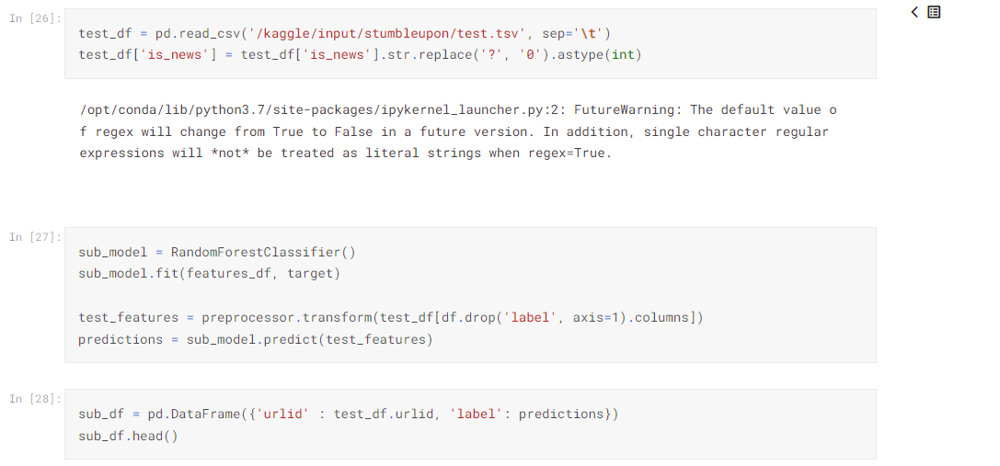 In [26]:
test_df = pd.read_csv('/kaggle/input/stumbleupon/test.tsv', sep='\t')
test_df['is_news'] = test_df['is_news'].str.replace('?', '0').astype(int)
/opt/conda/lib/python3.7/site-packages/ipykernel_launcher.py:2: FutureWarning: The default value o
f regex will change from True to False in a future version. In addition, single character regular
expressions will *not* be treated as literal strings when regex=True.
In [27]:
sub_model = RandomForestClassifier()
sub_model.fit(features_df, target)
test_features = preprocessor.transform(test_df[df.drop('label', axis=1).columns])
predictions = sub_model.predict(test_features)
In [28]:
sub_df = pd.DataFrame({'urlid' : test_df.urlid, 'label': predictions})
sub_df.head()